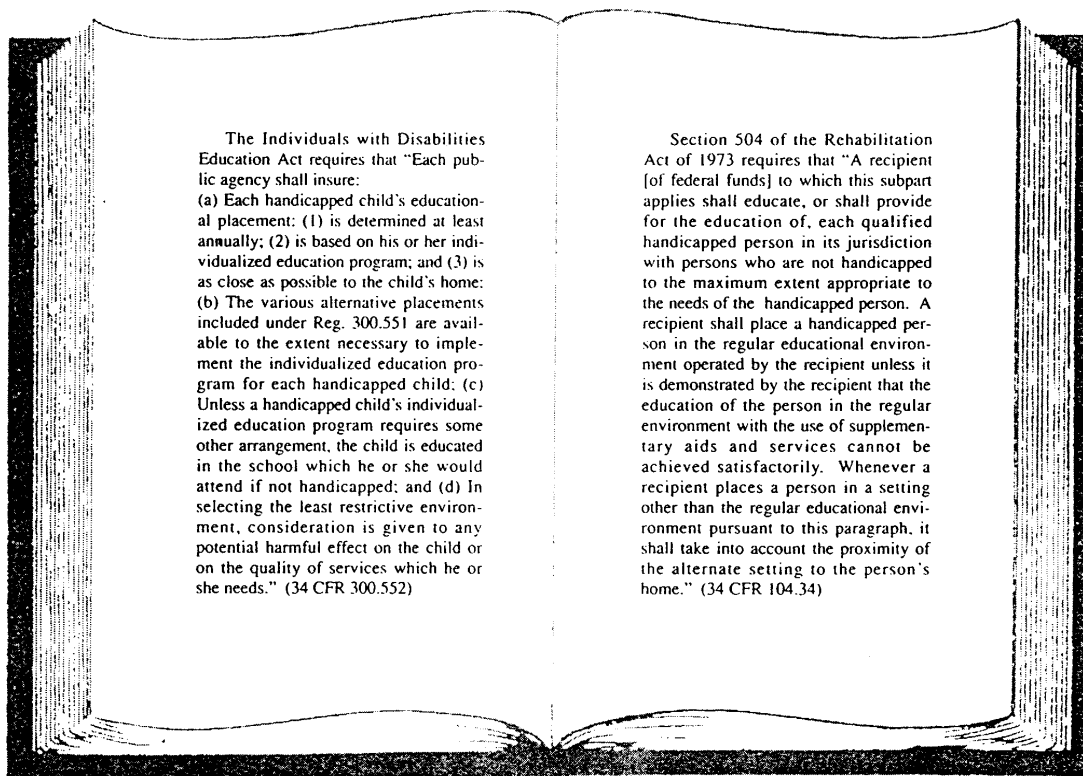 The Individuals with Disabilities
Education Act requires that "Each pub-
lic agency shall insure:
(a) Each handicapped child's education-
al placement: (1) is determined at least
annually; (2) is based on his or her indi-
vidualized education program; and (3) is
as close as possible to the child's home:
(b) The various alternative placements
included under Reg. 300.551 are avail-
able to the extent necessary to imple-
ment the individualized education pro-
gram for each handicapped child; (c)
Unless a handicapped child's individual-
ized education program requires some
other arrangement, the child is educated
in the school which he or she would
attend if not handicapped; and (d) In
selecting the least restrictive environ-
ment, consideration is given to any
potential harmful effect on the child or
on the quality of services which he or
she needs." (34 CFR 300.552)
Section 504 of the Rehabilitation
Act of 1973 requires that "A recipient
[of federal funds] to which this subpart
applies shall educate, or shall provide
for the education of, each qualified
handicapped person in its jurisdiction
with persons who are not handicapped
to the maximum extent appropriate to
the needs of the handicapped person. A
recipient shall place a handicapped per-
son in the regular educational environ-
ment operated by the recipient unless it
is demonstrated by the recipient that the
education of the person in the regular
environment with the use of supplemen-
tary aids and services cannot be
achieved satisfactorily. Whenever a
recipient places a person in a setting
other than the regular educational envi-
ronment pursuant to this paragraph, it
shall take into account the proximity of
the alternate setting to the person's
home." (34 CFR 104.34)